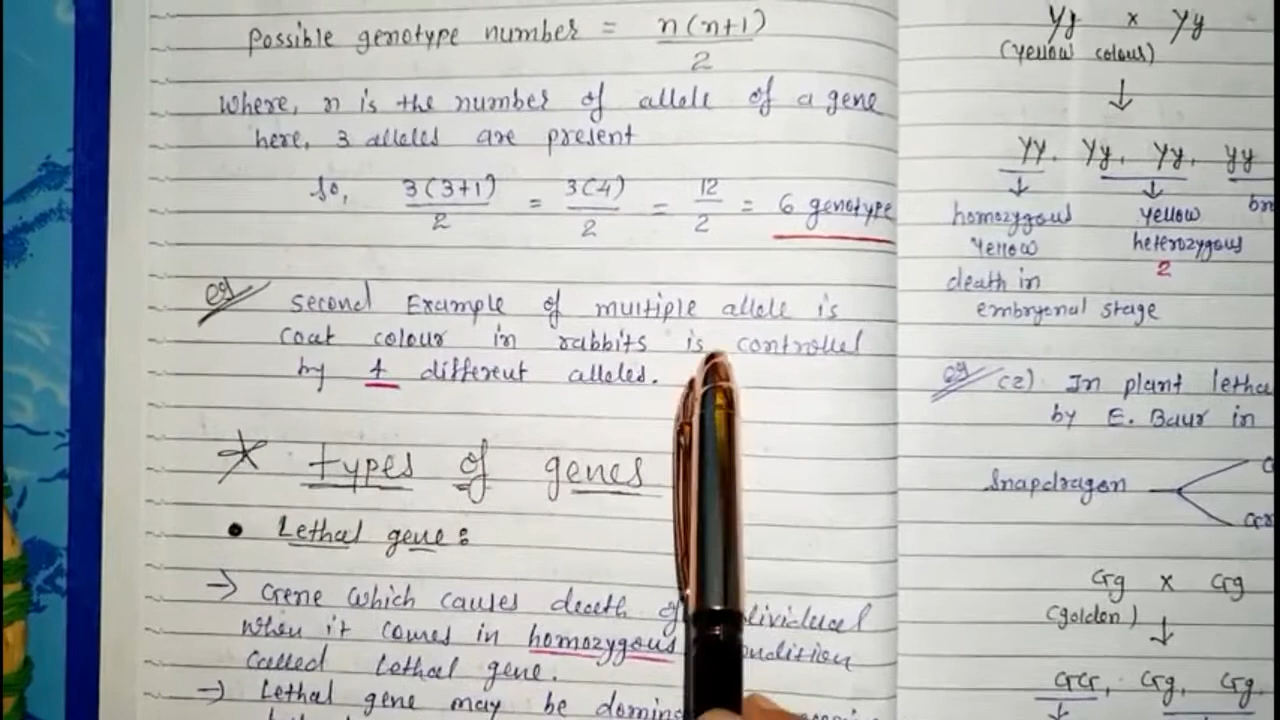 Possible genotype number = n(n+1)
2
Where, n is the number of allele of a gene
here, 3 alleles are present
So, 3(3+1) = 3(4) = 12 = 6 genotype
2 2 2
eg
Second Example of multiple allele is
coat colour in rabbits is controlled
by 4 different alleles.
* types of genes
• Lethal gene:
→ Gene which causes death of
when it comes in homozygous
called lethal gene.
→ Lethal gene may be
Yy x Yy
(yellow colour)
↓
YY, Yy, Yy, yy
↓ ↓
homozygous yellow
yellow heterozygous
death in 2
embryonal stage
eg (2) In plant
by E. Baur in
Snapdragon
Gg x Gg
(golden) ↓
GG, Gg, Gg.